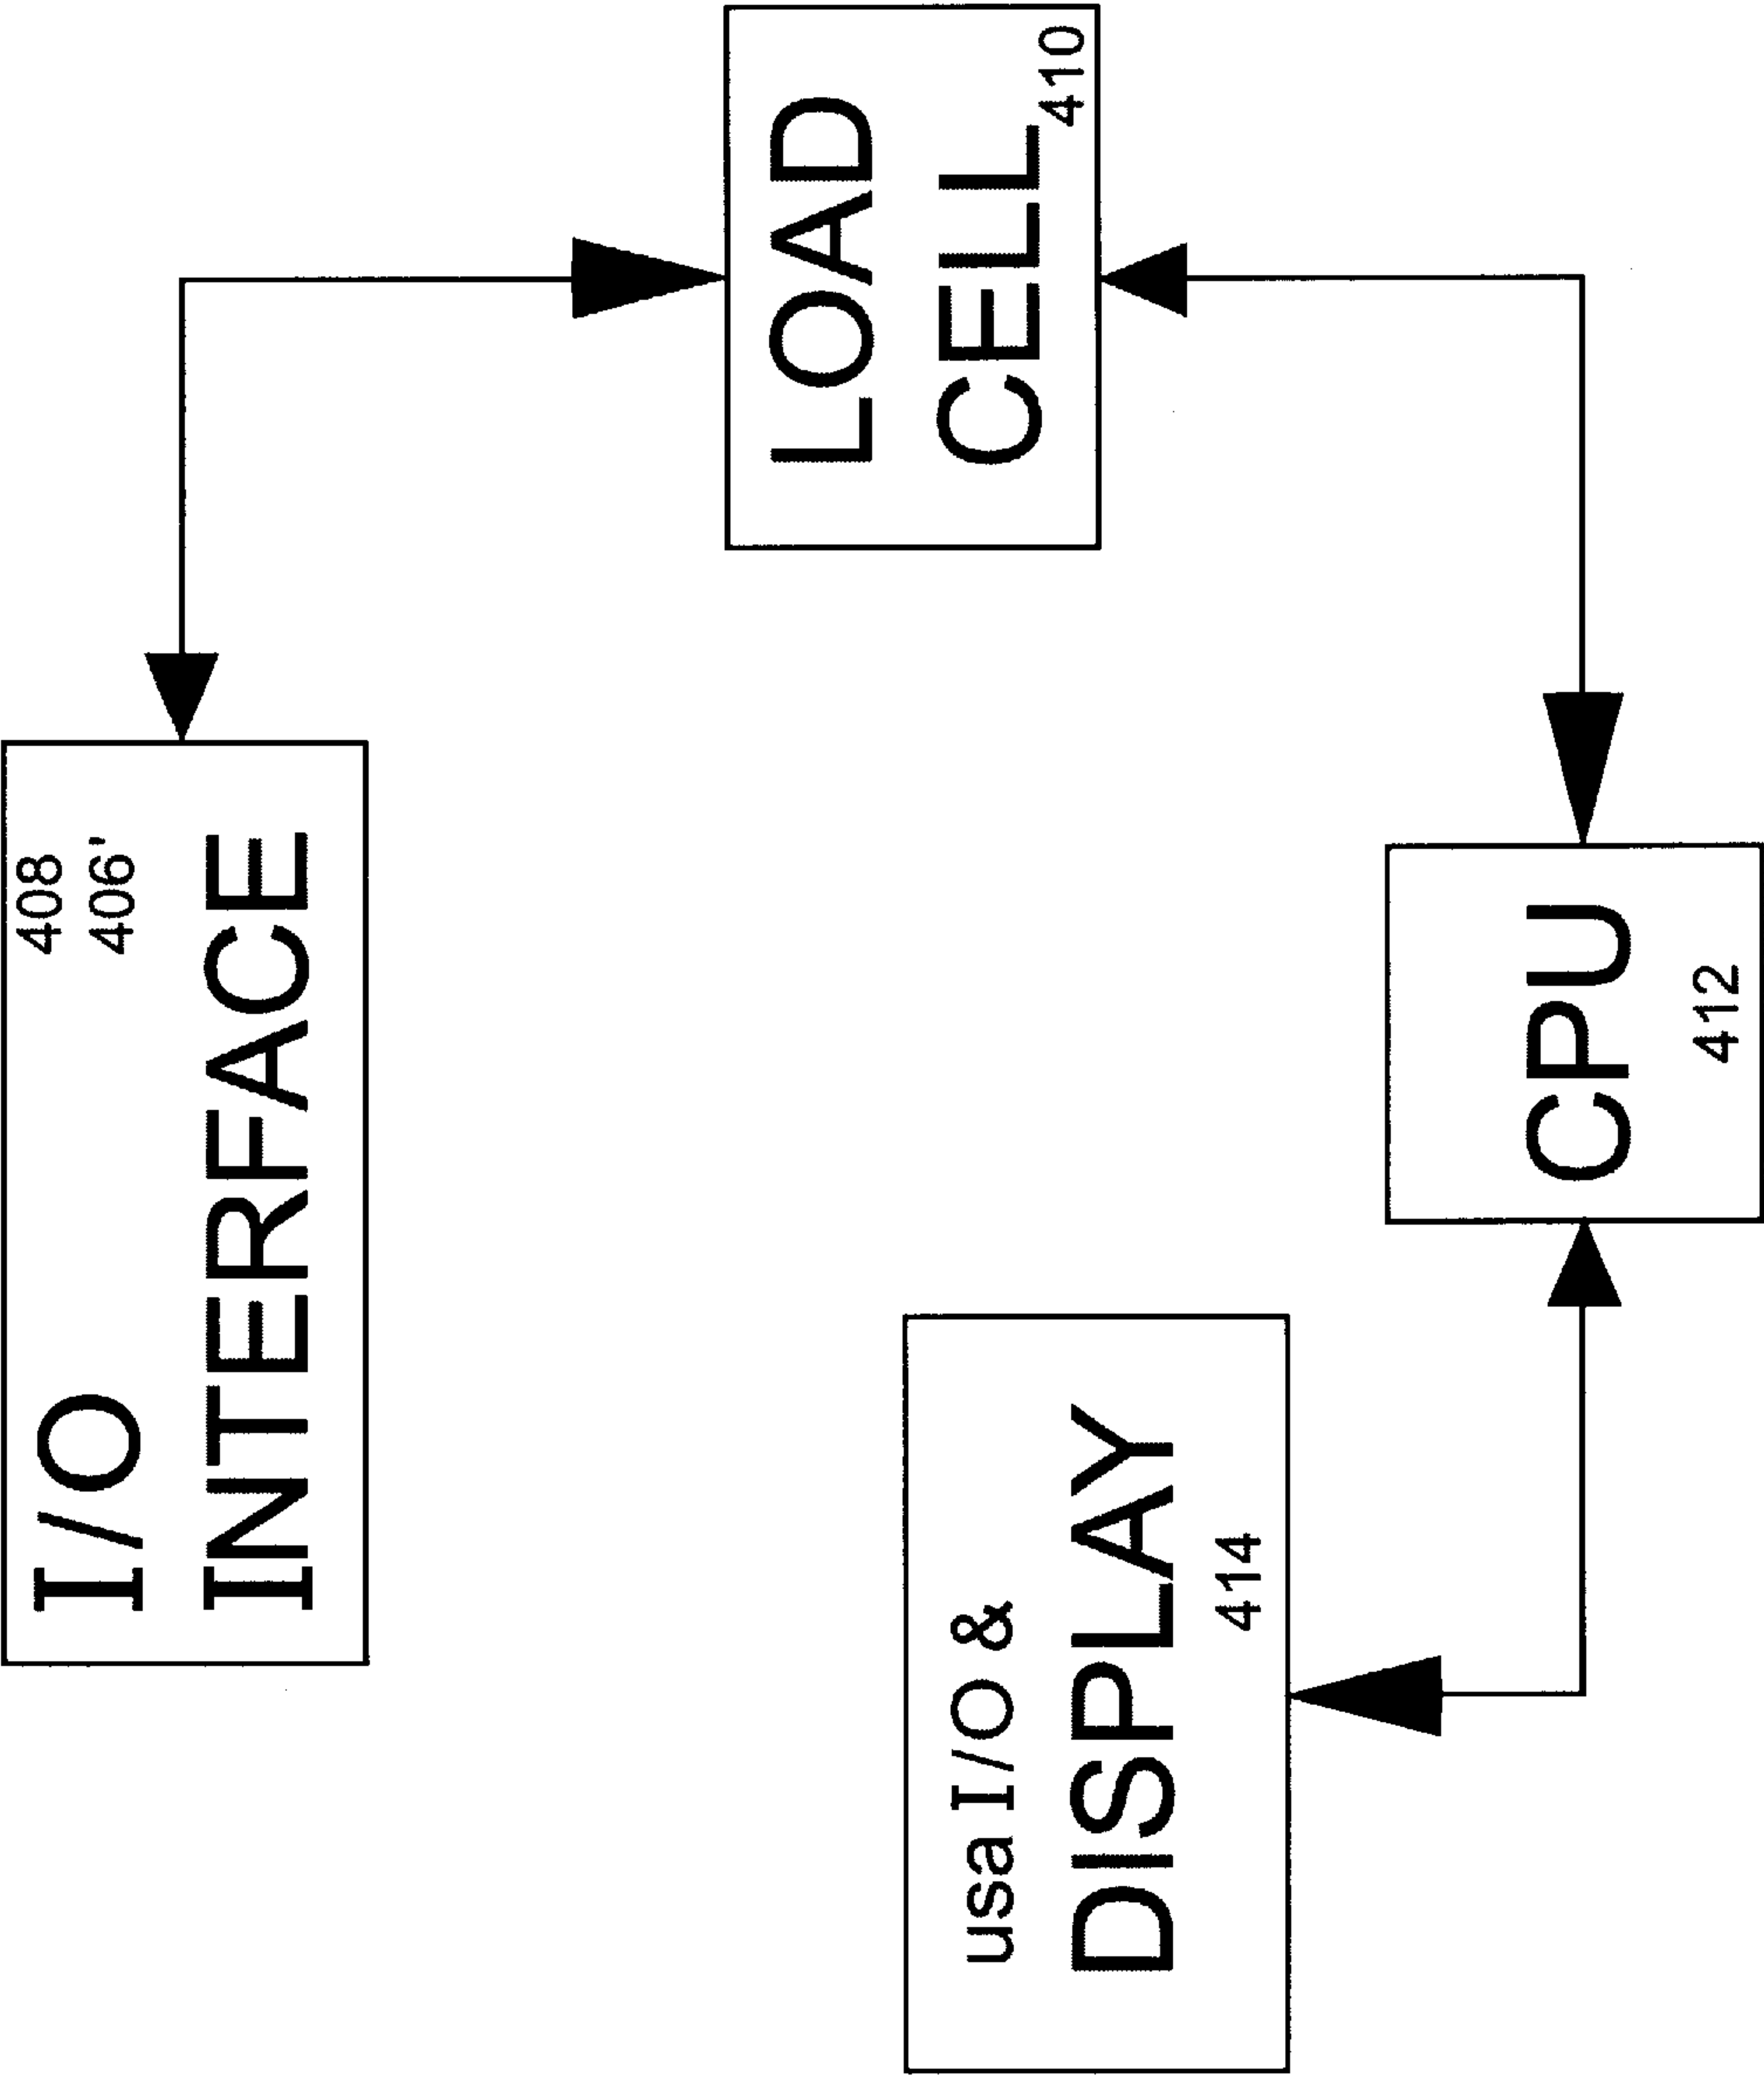 I/O 408
406'
INTERFACE
LOAD
CELL
410
usa I/O &
DISPLAY
414
CPU
412